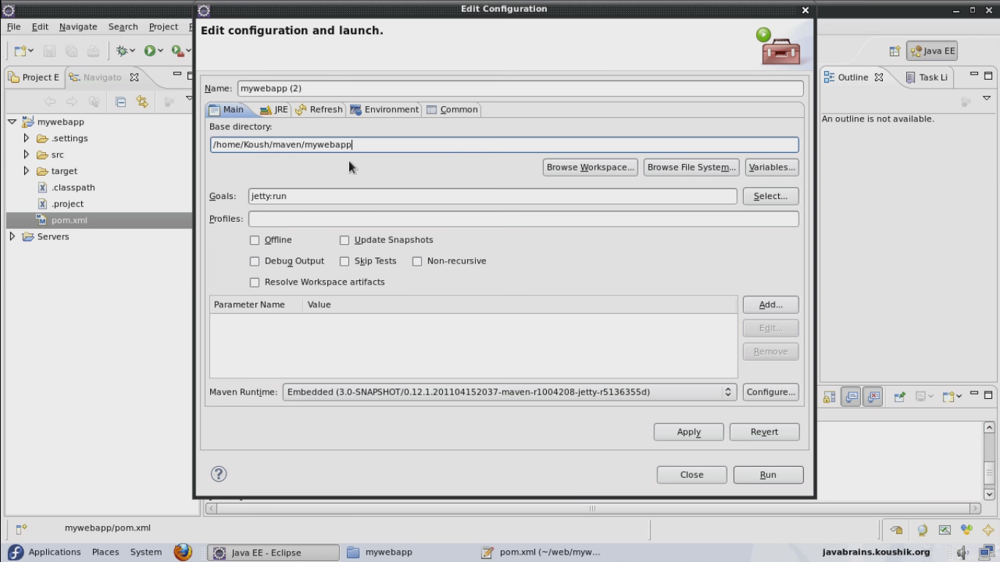 Edit Configuration
File Edit Navigate Search Project
Edit configuration and launch.
Java EE
Project E Navigato
Outline Task Li
Name: mywebapp (2)
Main JRE Refresh Environment Common
An outline is not available.
mywebapp
Base directory:
.settings
/home/Koush/maven/mywebapp
src
Browse Workspace... Browse File System... Variables...
target
.classpath
Goals: jetty:run Select...
.project
pom.xml
Profiles:
Servers
Offline Update Snapshots
Debug Output Skip Tests Non-recursive
Resolve Workspace artifacts
Parameter Name Value Add...
Edit...
Remove
Maven Runtime: Embedded (3.0-SNAPSHOT/0.12.1.201104152037-maven-r1004208-jetty-r5136355d) Configure...
Apply Revert
Close Run
mywebapp/pom.xml
Applications Places System Java EE - Eclipse mywebapp pom.xml (~/web/myw... javabrains.koushik.org